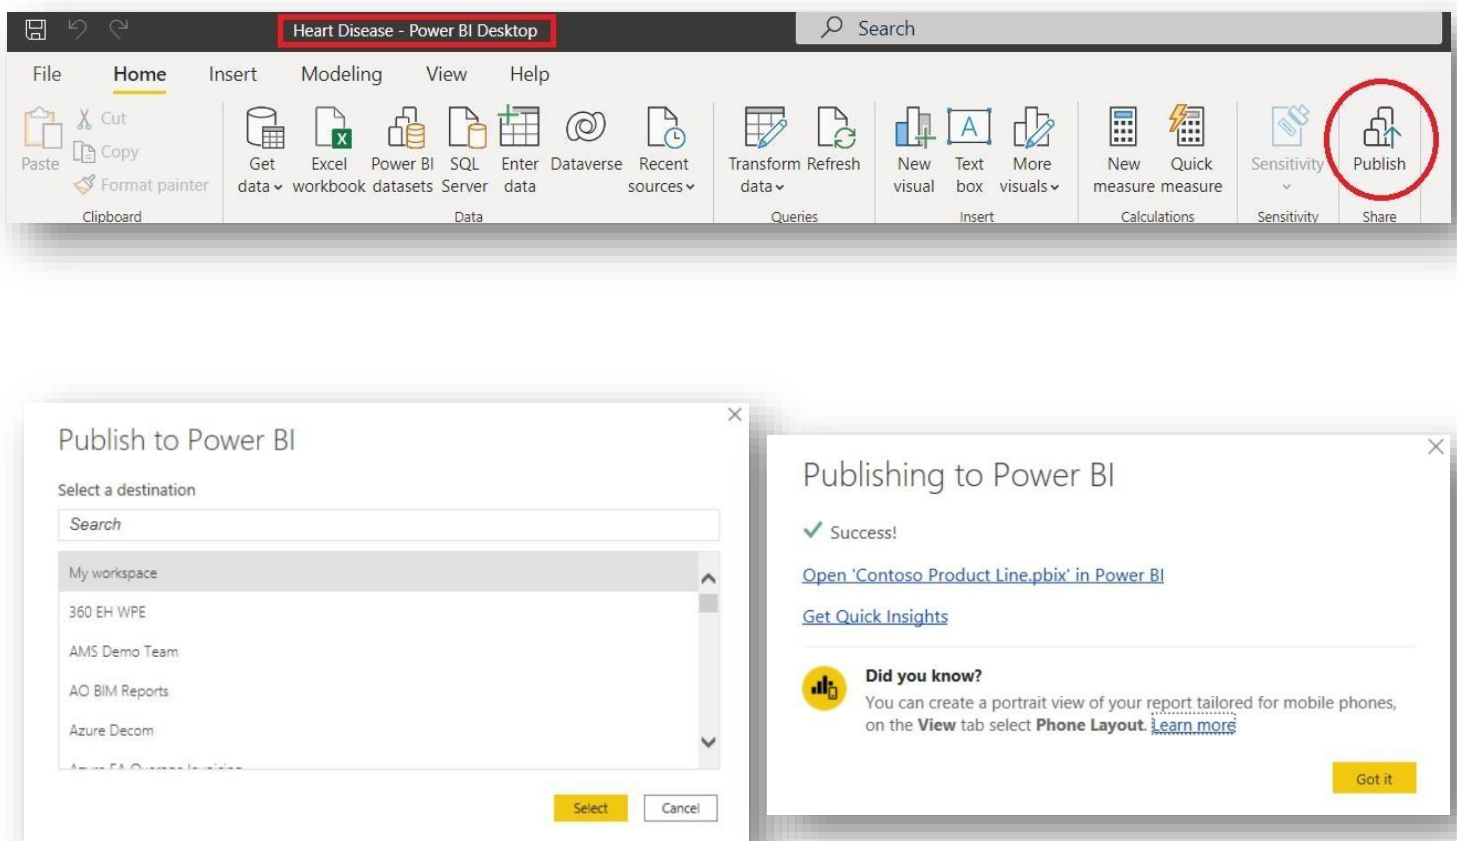 Heart Disease - Power BI Desktop
Search
File Home Insert Modeling View Help
Paste
Cut
Copy
Format painter
Clipboard
Get data
Excel workbook
Power BI datasets
SQL Server
Enter data
Dataverse
Recent sources
Data
Transform data
Refresh
Queries
New visual
Text box
More visuals
Insert
New measure
Quick measure
Calculations
Sensitivity
Sensitivity
Publish
Share
Publish to Power BI
Select a destination
Search
My workspace
360 EH WPE
AMS Demo Team
AO BIM Reports
Azure Decom
Select
Cancel
Publishing to Power BI
Success!
Open 'Contoso Product Line.pbix' in Power BI
Get Quick Insights
Did you know?
You can create a portrait view of your report tailored for mobile phones,
on the View tab select Phone Layout. Learn more
Got it